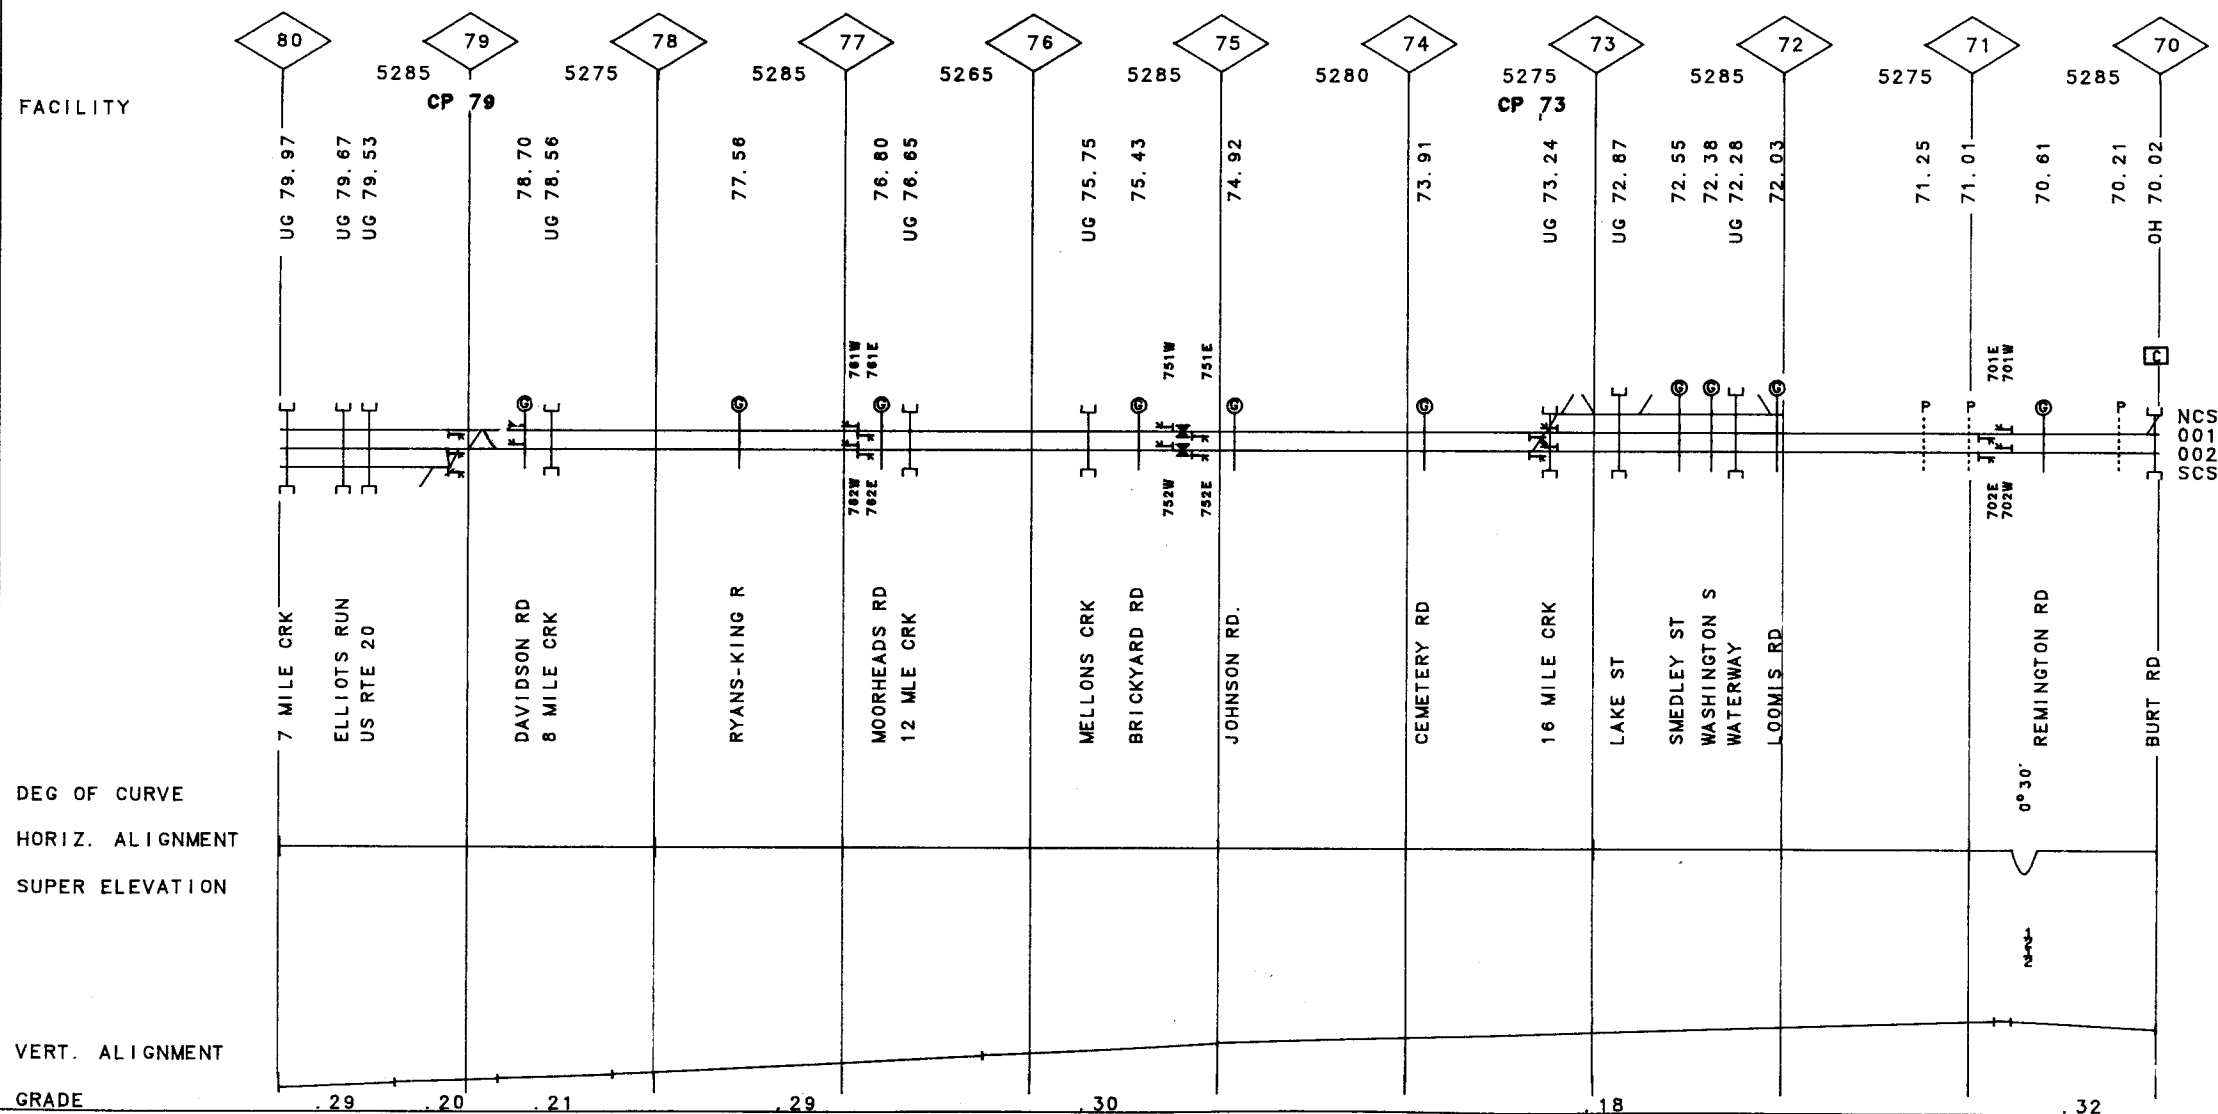 80 79 78 77 76 75 74 73 72 71 70
5285 5275 5285 5265 5285 5280 5275 5285 5275 5285
FACILITY
CP 79
CP 73
UG 79.97
UG 79.67
UG 79.53
78.70
UG 78.56
77.56
76.80
UG 76.65
UG 75.75
75.43
74.92
73.91
UG 73.24
UG 72.87
72.55
72.38
UG 72.28
72.03
71.25
71.01
70.61
70.21
OH 70.02
761W
761E
751W
751E
701E
701W
C
G G G G G G G G G G
P P P
NCS
001
002
SCS
762W
762E
752W
752E
702E
702W
7 MILE CRK
ELLIOTS RUN
US RTE 20
DAVIDSON RD
8 MILE CRK
RYANS-KING R
MOORHEADS RD
12 MLE CRK
MELLONS CRK
BRICKYARD RD
JOHNSON RD.
CEMETERY RD
16 MILE CRK
LAKE ST
SMEDLEY ST
WASHINGTON S
WATERWAY
LOOMIS RD
REMINGTON RD
BURT RD
DEG OF CURVE
0°30'
HORIZ. ALIGNMENT
SUPER ELEVATION
VERT. ALIGNMENT
GRADE .29 .20 .21 .29 .30 .18 .32